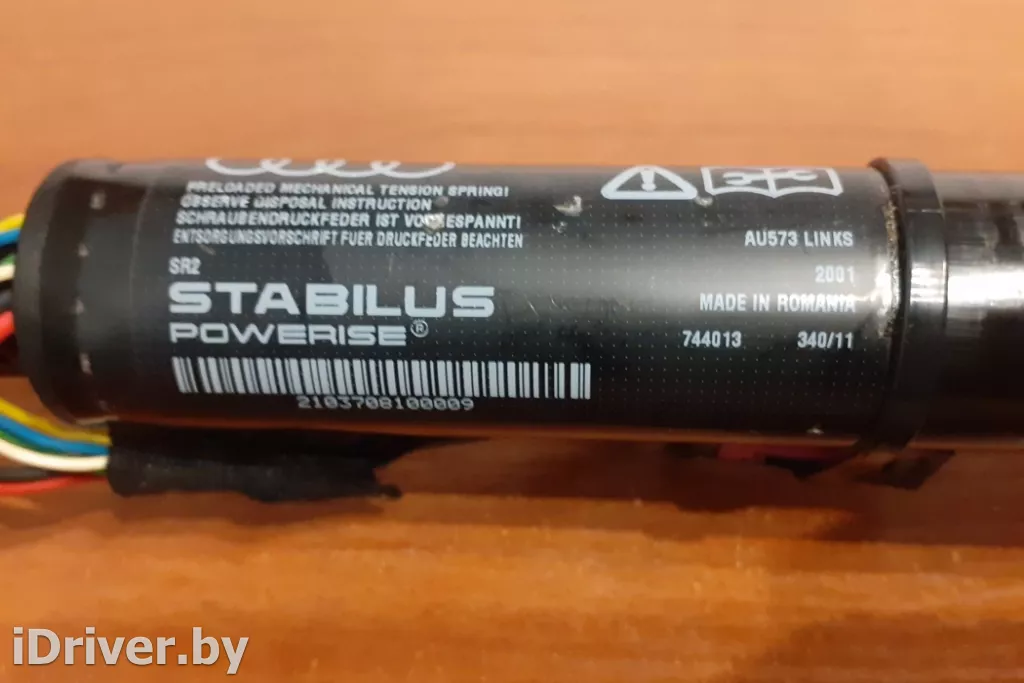 PRELOADED MECHANICAL TENSION SPRING!
OBSERVE DISPOSAL INSTRUCTION
SCHRAUBENDRUCKFEDER IST VORGESPANNT!
ENTSORGUNGSVORSCHRIFT FUER DRUCKFEDER BEACHTEN
SR2
STABILUS
POWERISE®
2103708100009
AU573 LINKS
2001
MADE IN ROMANIA
744013 340/11
iDriver.by